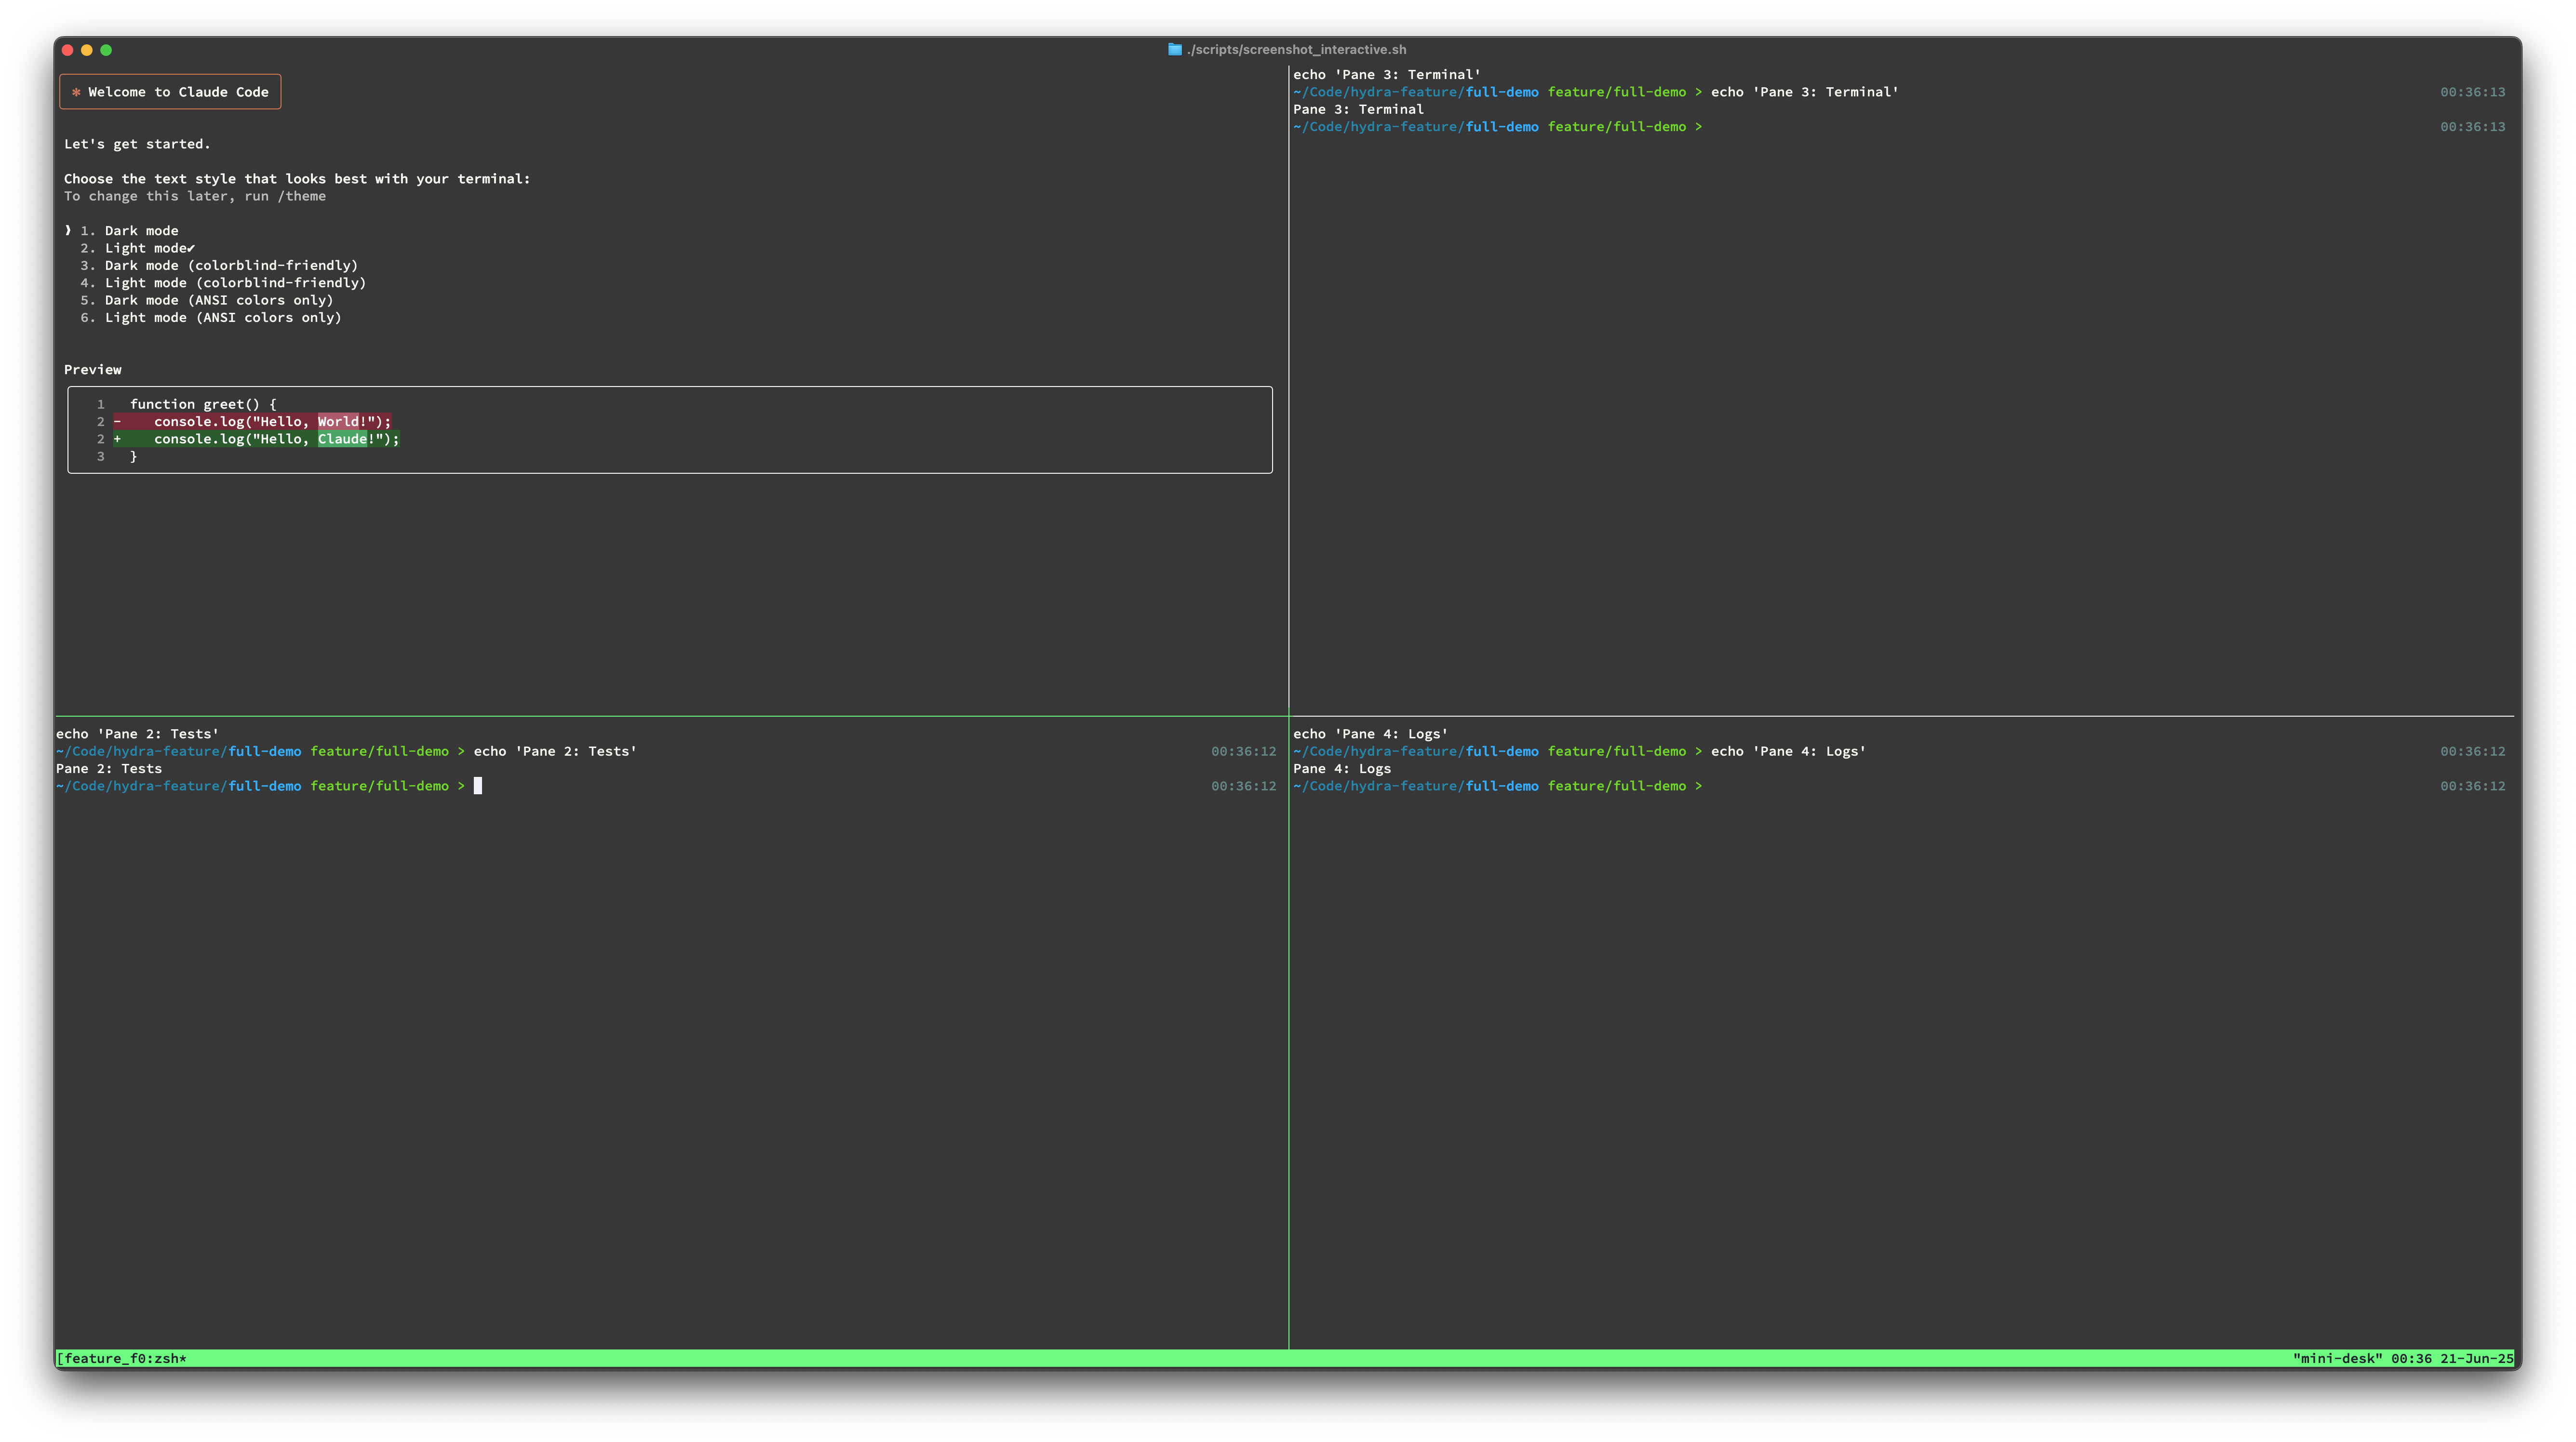 ./scripts/screenshot_interactive.sh
✻ Welcome to Claude Code
Let's get started.
Choose the text style that looks best with your terminal:
To change this later, run /theme
❯ 1. Dark mode
2. Light mode✔
3. Dark mode (colorblind-friendly)
4. Light mode (colorblind-friendly)
5. Dark mode (ANSI colors only)
6. Light mode (ANSI colors only)
Preview
1 function greet() {
2 - console.log("Hello, World!");
2 + console.log("Hello, Claude!");
3 }
echo 'Pane 3: Terminal'
~/Code/hydra-feature/full-demo feature/full-demo > echo 'Pane 3: Terminal' 00:36:13
Pane 3: Terminal
~/Code/hydra-feature/full-demo feature/full-demo > 00:36:13
echo 'Pane 2: Tests'
~/Code/hydra-feature/full-demo feature/full-demo > echo 'Pane 2: Tests' 00:36:12
Pane 2: Tests
~/Code/hydra-feature/full-demo feature/full-demo > 00:36:12
echo 'Pane 4: Logs'
~/Code/hydra-feature/full-demo feature/full-demo > echo 'Pane 4: Logs' 00:36:12
Pane 4: Logs
~/Code/hydra-feature/full-demo feature/full-demo > 00:36:12
[feature_f0:zsh* "mini-desk" 00:36 21-Jun-25